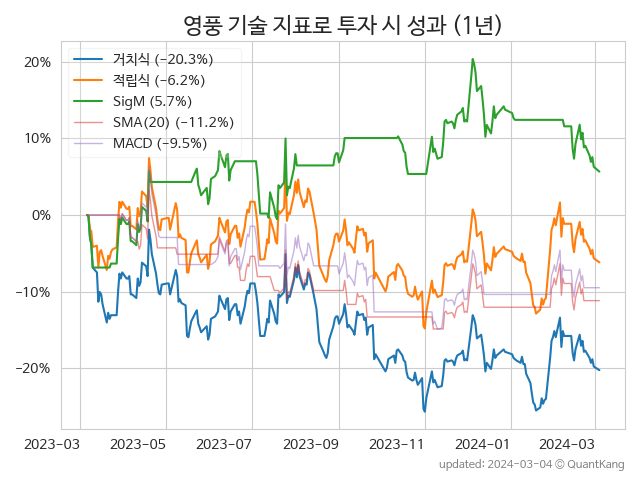 영풍 기술 지표로 투자 시 성과 (1년)
거치식 (−20.3%)
적립식 (−6.2%)
SigM (5.7%)
SMA(20) (−11.2%)
MACD (−9.5%)
20%
10%
0%
−10%
−20%
2023−03 2023−05 2023−07 2023−09 2023−11 2024−01 2024−03
updated: 2024−03−04 © QuantKang